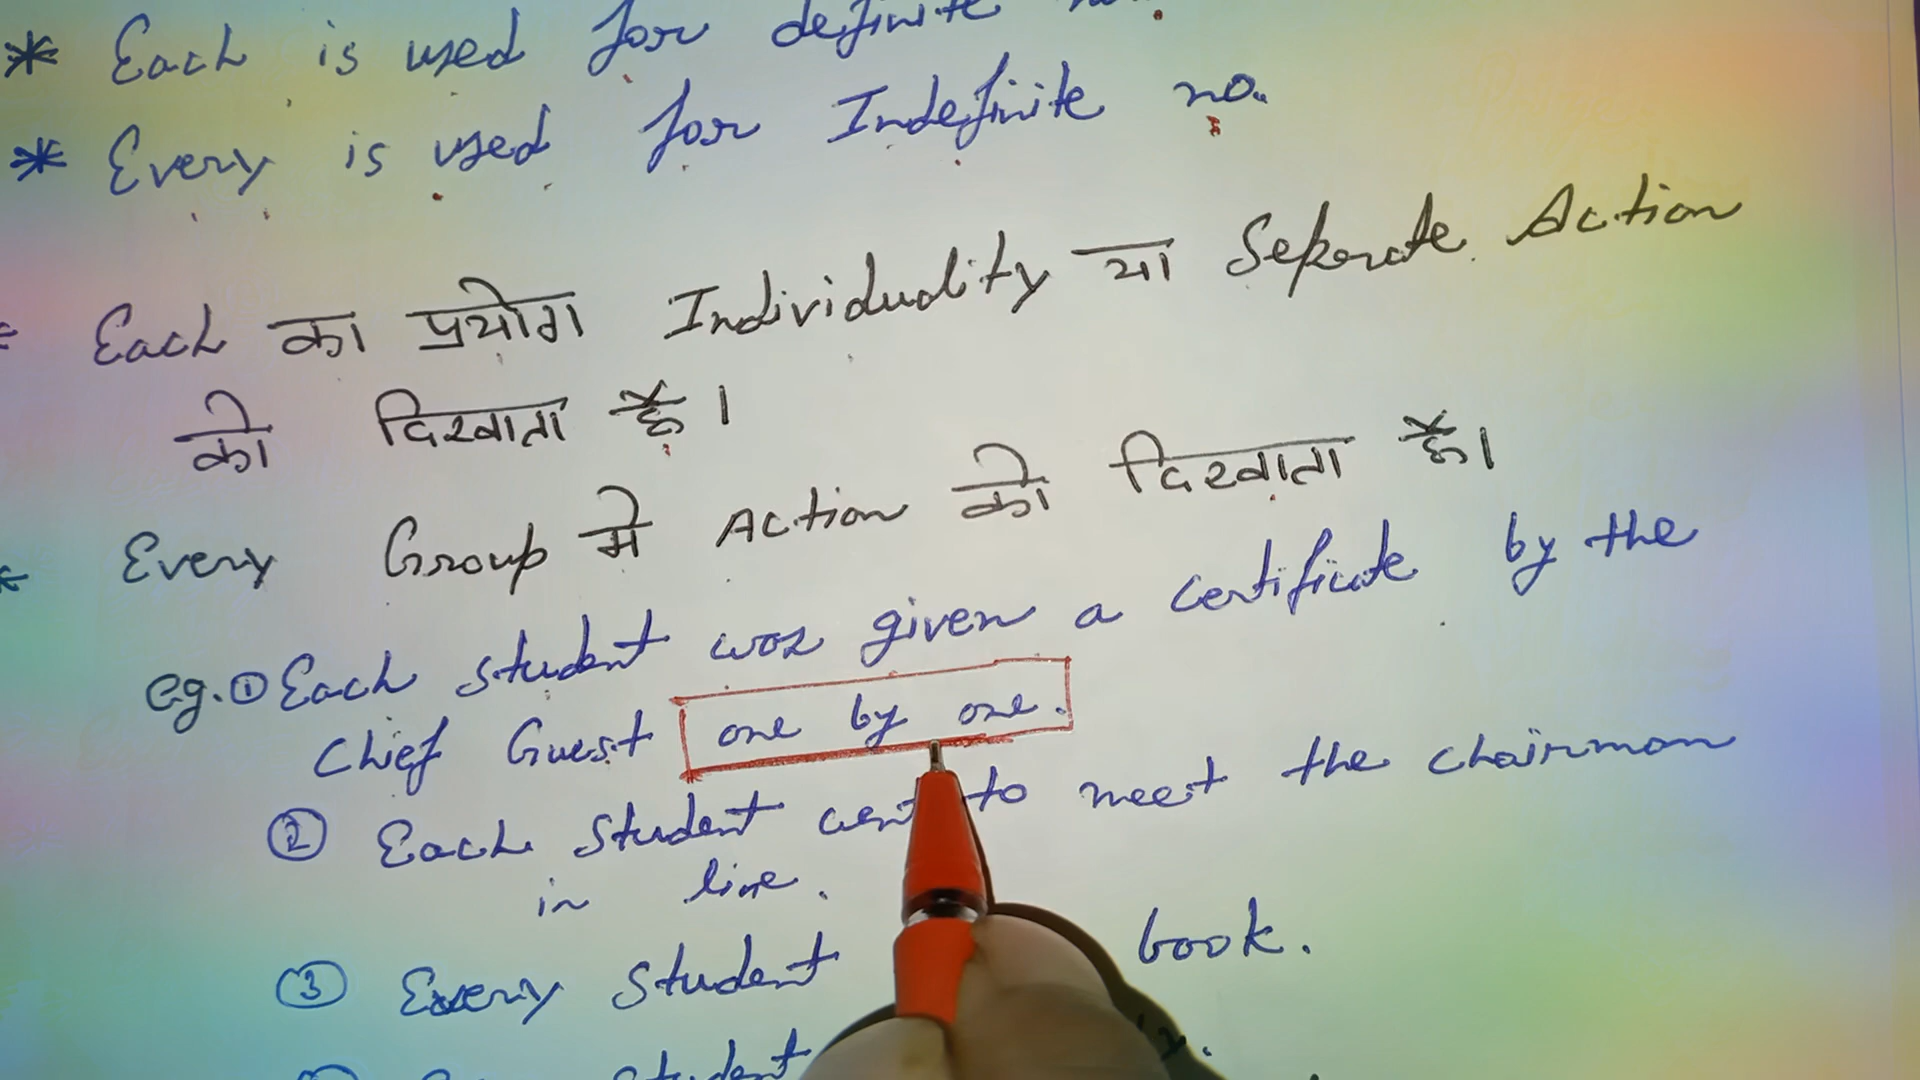 * Each is used for definite
* Every is used for Indefinite no.
Each का प्रयोग Individuality या Seperate Action
को दिखाता है।
Every Group मे Action को दिखाता है।
eg. ① Each student was given a certificate by the
Chief Guest one by one.
② Each student went to meet the chairman
in line.
③ Every student book.
student